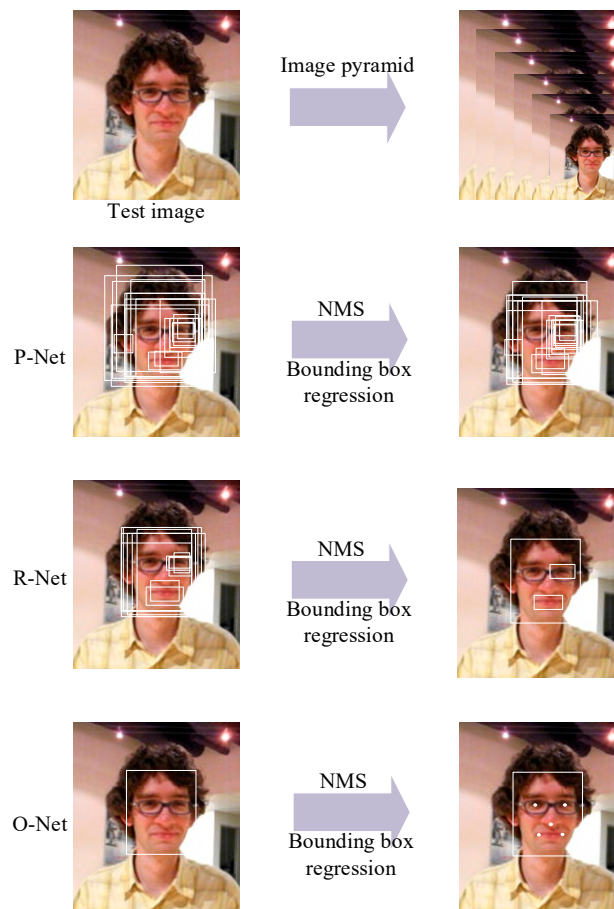 Image pyramid
Test image
P-Net
NMS
Bounding box
regression
R-Net
NMS
Bounding box
regression
O-Net
NMS
Bounding box
regression